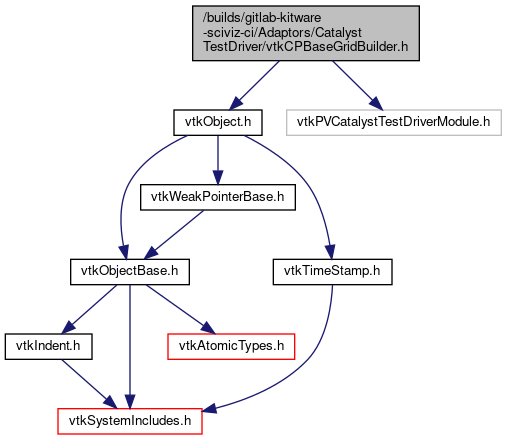 /builds/gitlab-kitware
-sciviz-ci/Adaptors/Catalyst
TestDriver/vtkCPBaseGridBuilder.h
vtkObject.h
vtkPVCatalystTestDriverModule.h
vtkWeakPointerBase.h
vtkObjectBase.h
vtkTimeStamp.h
vtkIndent.h
vtkAtomicTypes.h
vtkSystemIncludes.h